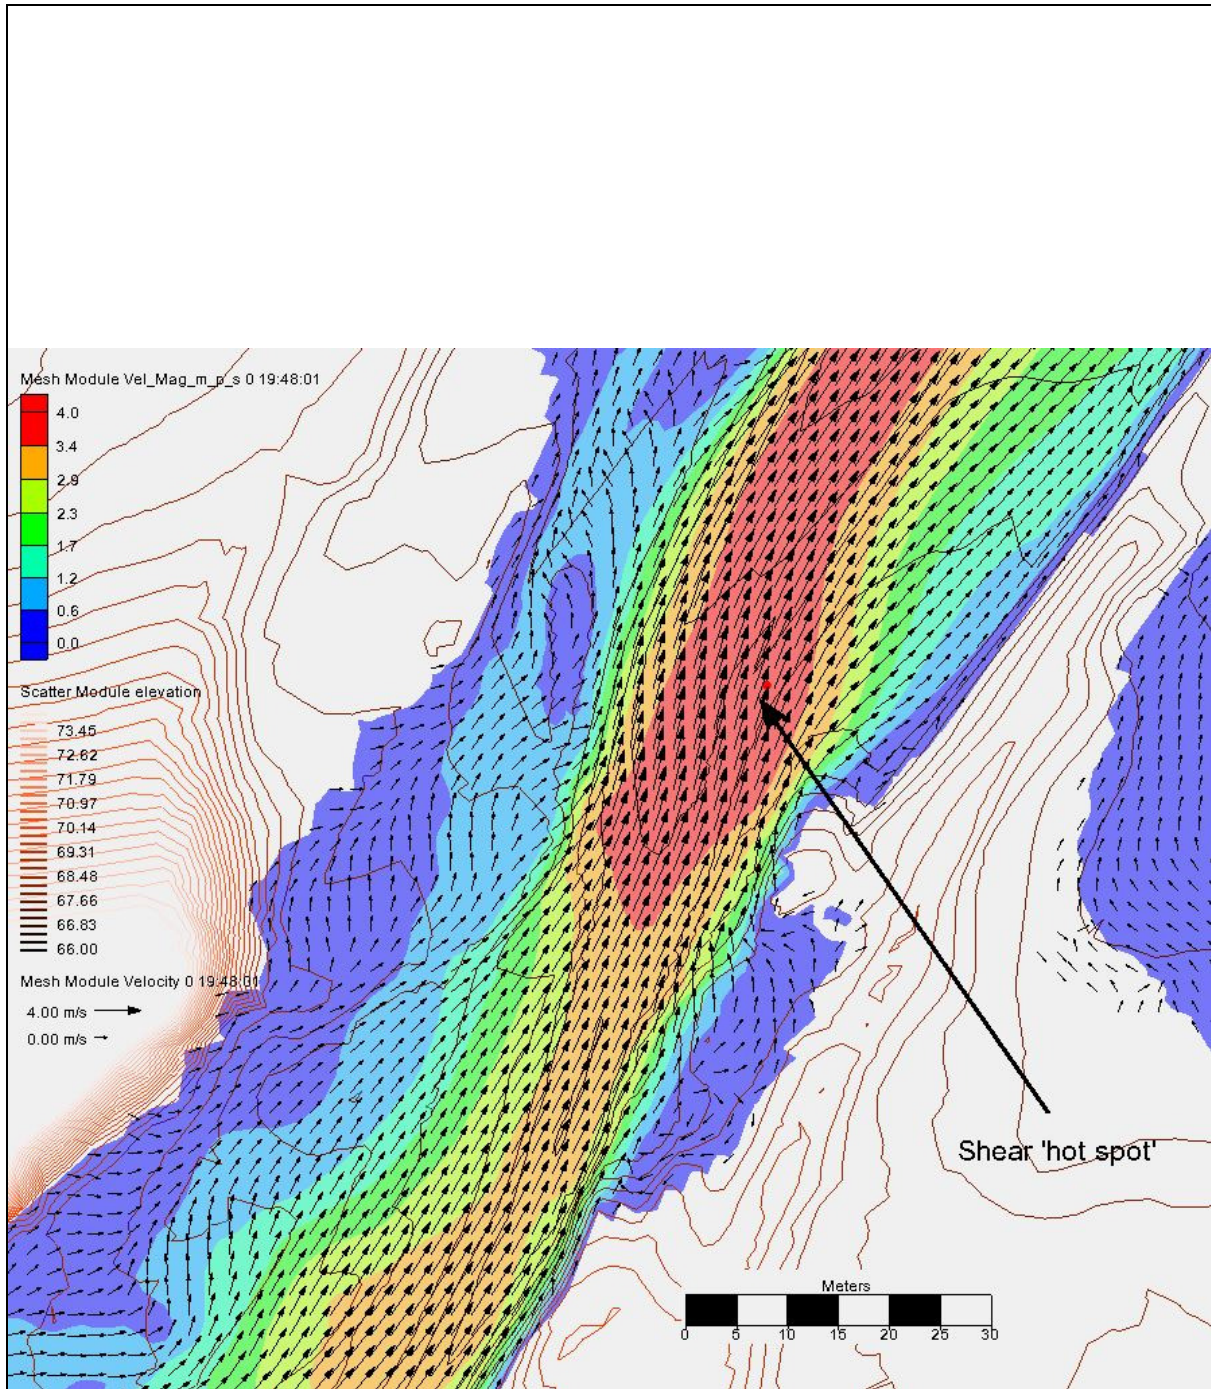 Mesh Module Vel_Mag_m_p_s 0 19:48:01
4.0
3.4
2.9
2.3
1.7
1.2
0.6
0.0
Scatter Module elevation
73.45
72.62
71.79
70.97
70.14
69.31
68.48
67.66
66.83
66.00
Mesh Module Velocity 0 19:48:01
4.00 m/s
0.00 m/s
Shear 'hot spot'
Meters
0 5 10 15 20 25 30